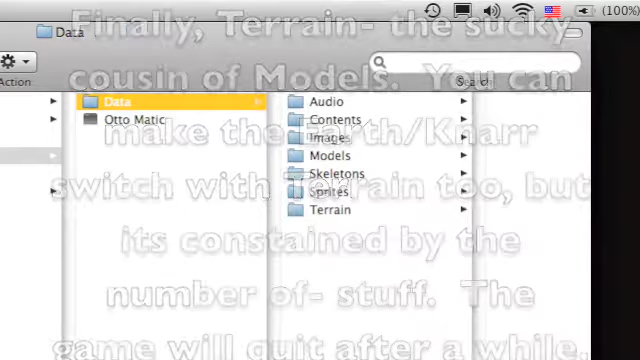 (100%)
Data
Action
Search
Data
Otto Matic
Audio
Contents
Images
Models
Skeletons
Sprites
Terrain
Finally, Terrain- the sucky
cousin of Models. You can
make the Earth/Knarr
switch with Terrain too, but
its constained by the
number of- stuff. The
game will quit after a while